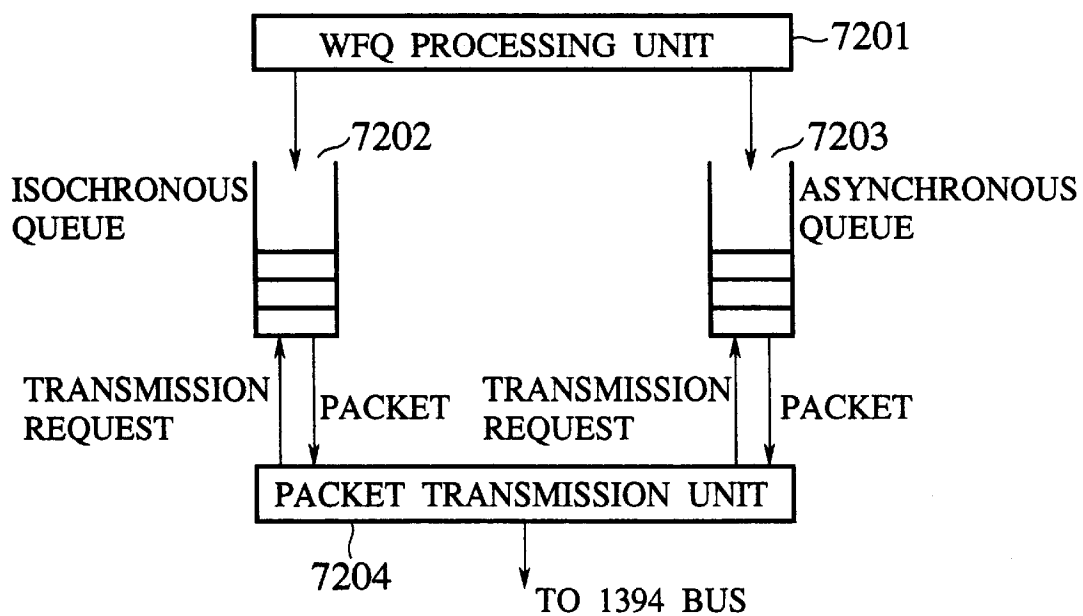 WFQ PROCESSING UNIT
7201
7202
7203
ISOCHRONOUS
QUEUE
ASYNCHRONOUS
QUEUE
TRANSMISSION
REQUEST
PACKET
TRANSMISSION
REQUEST
PACKET
PACKET TRANSMISSION UNIT
7204
TO 1394 BUS